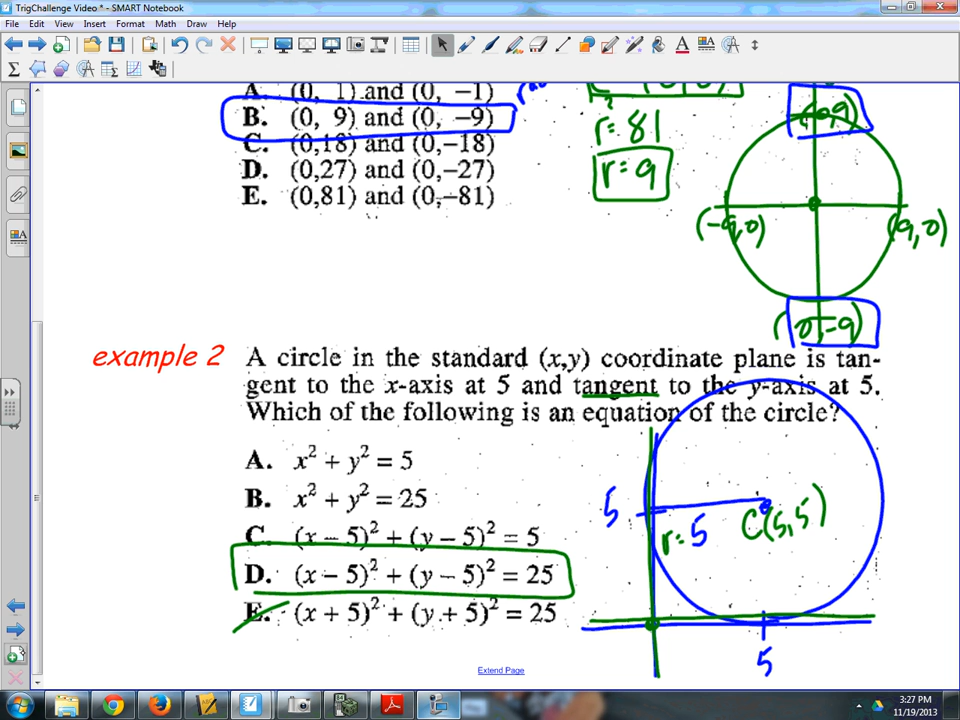 TrigChallenge Video * - SMART Notebook
File Edit View Insert Format Math Tools Add-ons Window Help
A. (0, 1) and (0, −1)
B. (0, 9) and (0, −9)
C. (0,18) and (0,−18)
D. (0,27) and (0,−27)
E. (0,81) and (0,−81)
r² = 81
r = 9
(0,9)
(-9,0)
(9,0)
(0,-9)
example 2
A circle in the standard (x,y) coordinate plane is tan-
gent to the x-axis at 5 and tangent to the y-axis at 5.
Which of the following is an equation of the circle?
A. x² + y² = 5
B. x² + y² = 25
C. (x − 5)² + (y − 5)² = 5
D. (x − 5)² + (y − 5)² = 25
E. (x + 5)² + (y + 5)² = 25
5
r = 5
C(5,5)
5
Extend Page
3:27 PM
11/19/2013